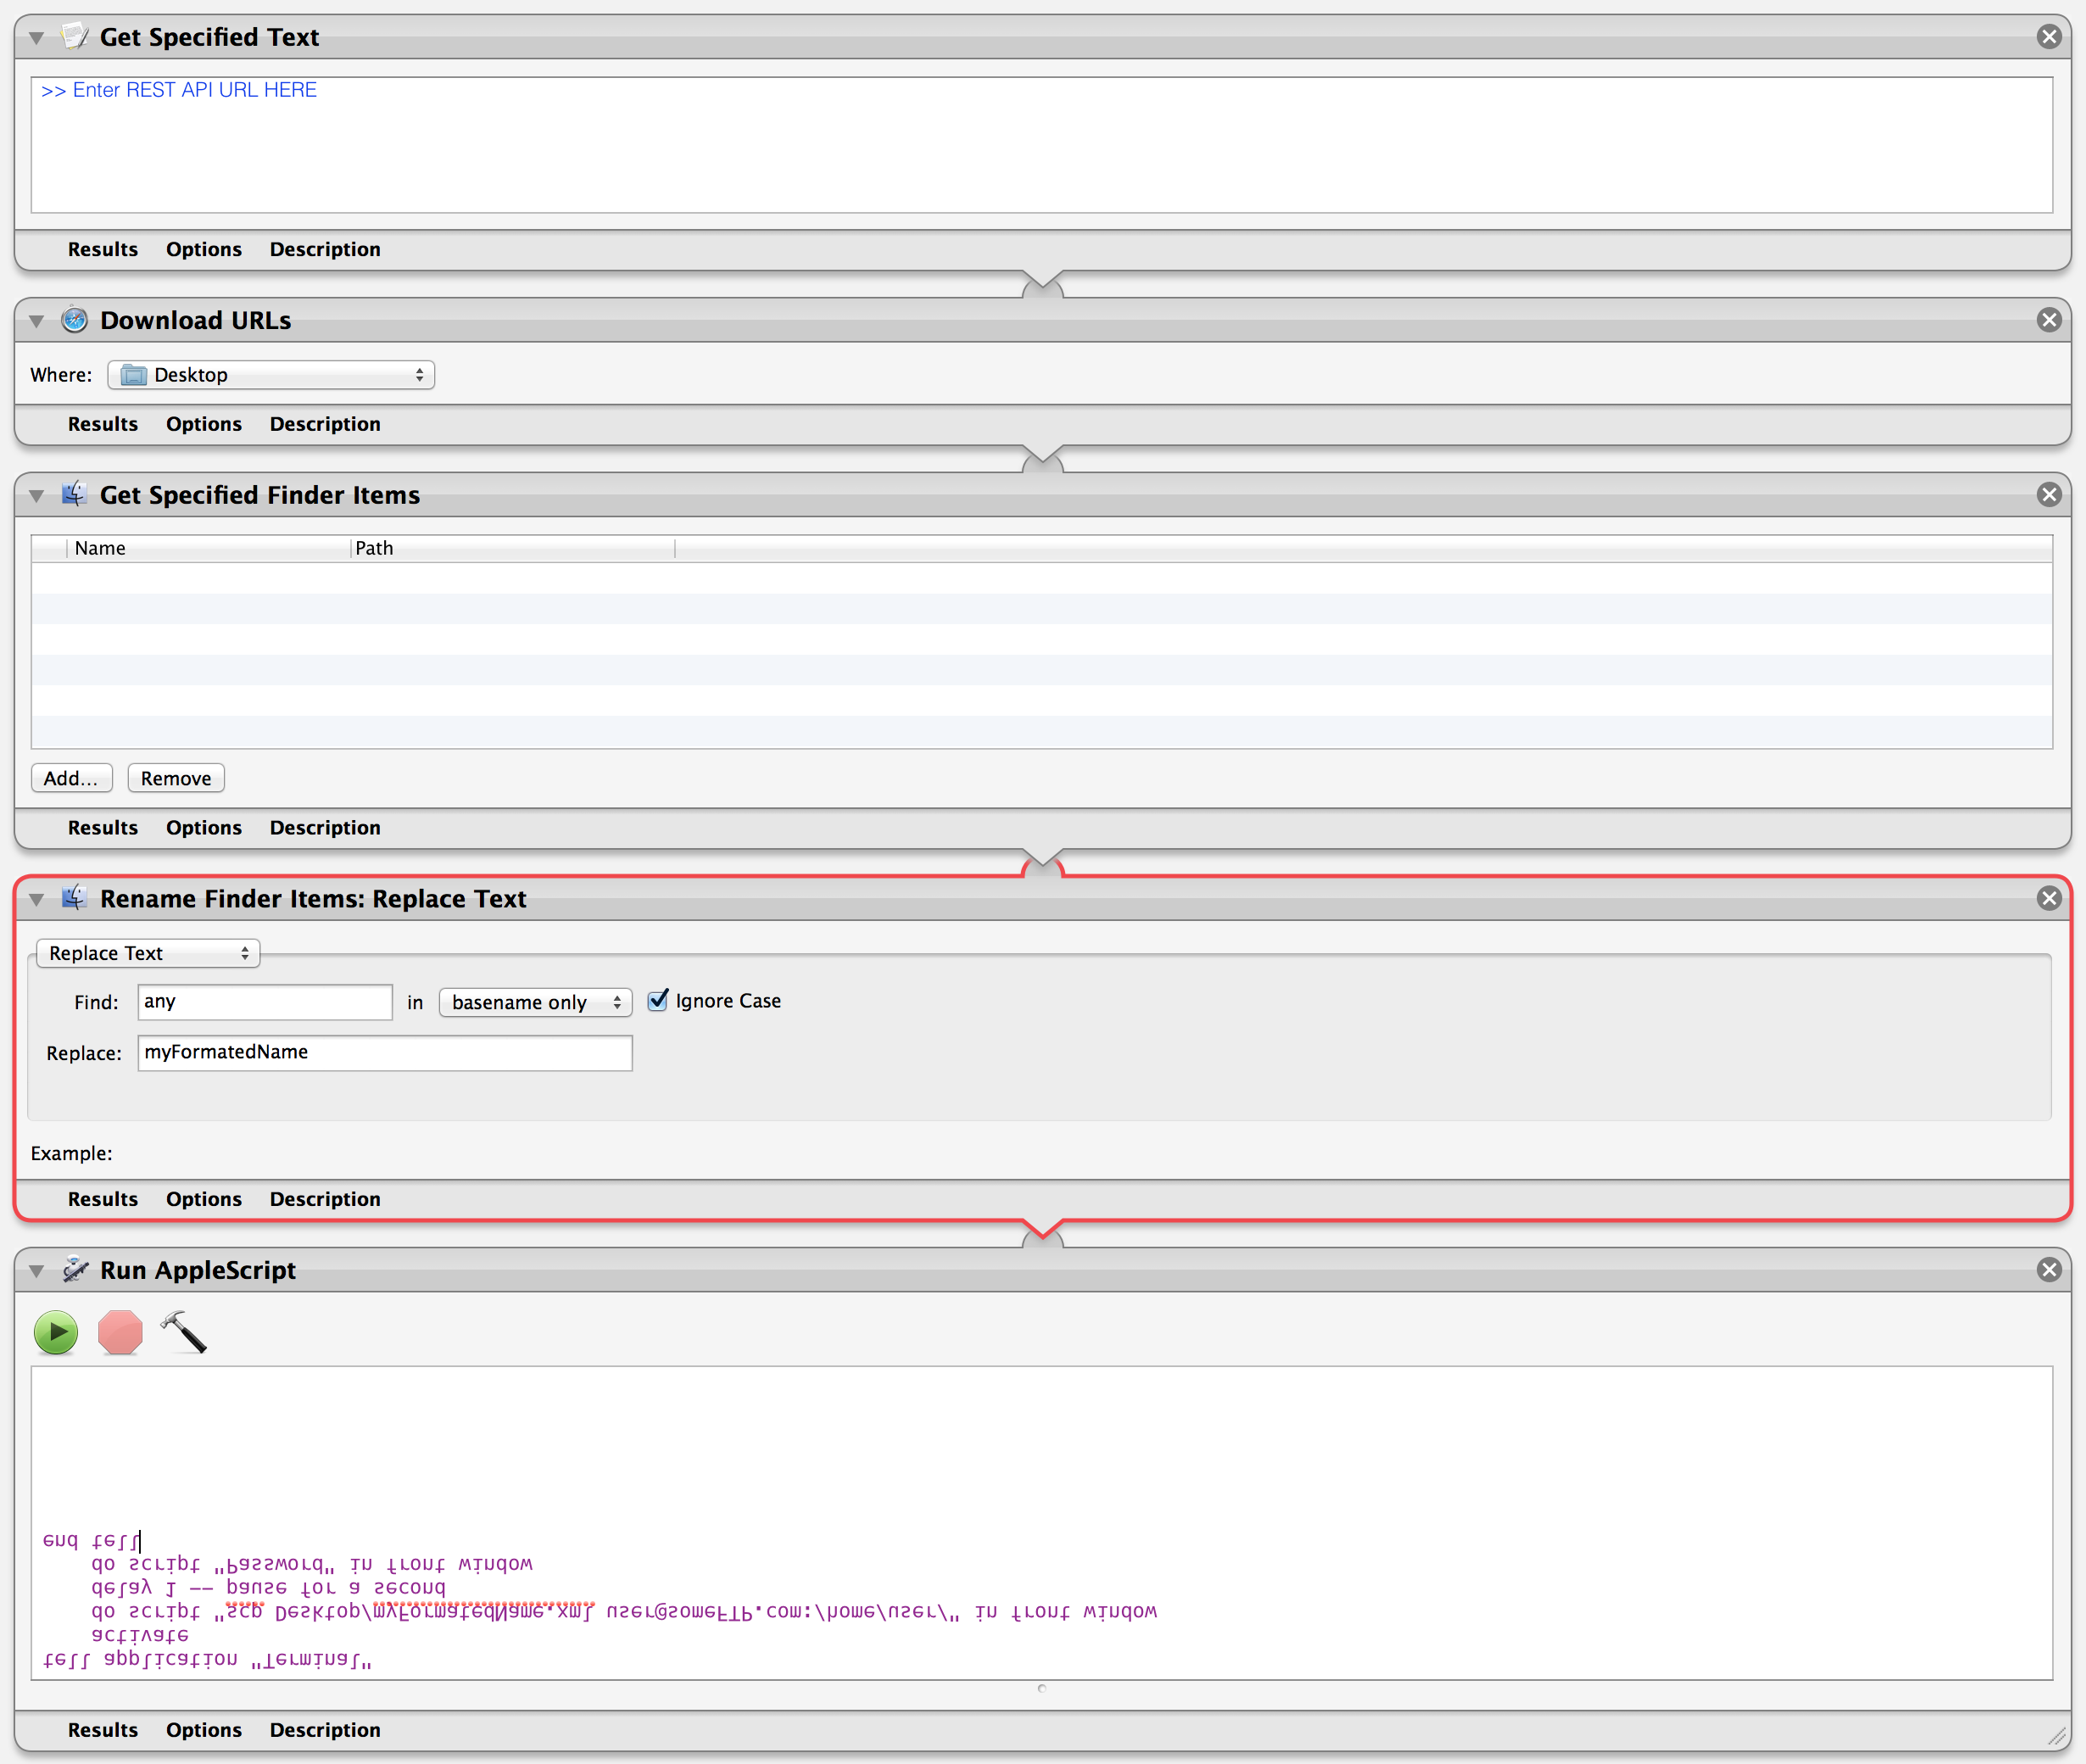 Get Specified Text
>> Enter REST API URL HERE
Results Options Description
Download URLs
Where: Desktop
Results Options Description
Get Specified Finder Items
Name Path
Add... Remove
Results Options Description
Rename Finder Items: Replace Text
Replace Text
Find: any in basename only Ignore Case
Replace: myFormatedName
Example:
Results Options Description
Run AppleScript
tell application "Terminal"
activate
do script "scp Desktop/myFormatedName.xml user@someFTP.com:/home/user/" in front window
delay 1 -- pause for a second
do script "Password" in front window
end tell
Results Options Description